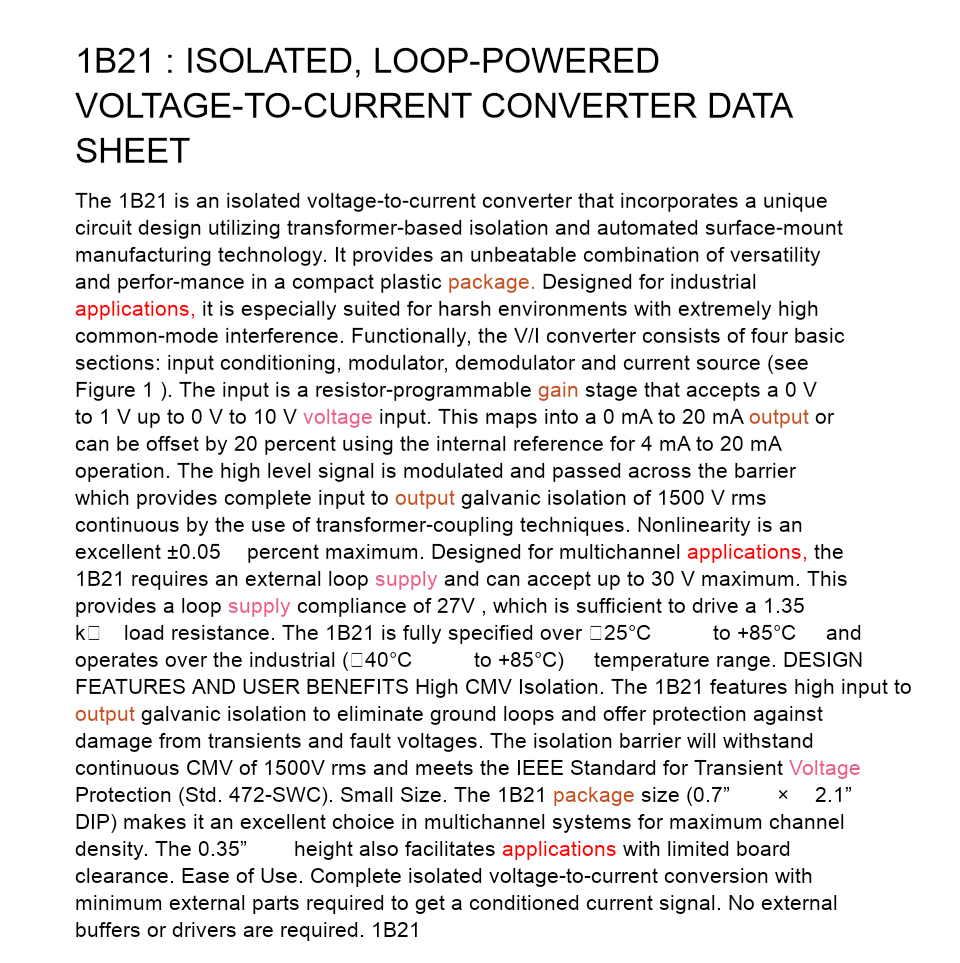 1B21 : ISOLATED, LOOP-POWERED
VOLTAGE-TO-CURRENT CONVERTER DATA
SHEET
The 1B21 is an isolated voltage-to-current converter that incorporates a unique
circuit design utilizing transformer-based isolation and automated surface-mount
manufacturing technology. It provides an unbeatable combination of versatility
and perfor-mance in a compact plastic package. Designed for industrial
applications, it is especially suited for harsh environments with extremely high
common-mode interference. Functionally, the V/I converter consists of four basic
sections: input conditioning, modulator, demodulator and current source (see
Figure 1 ). The input is a resistor-programmable gain stage that accepts a 0 V
to 1 V up to 0 V to 10 V voltage input. This maps into a 0 mA to 20 mA output or
can be offset by 20 percent using the internal reference for 4 mA to 20 mA
operation. The high level signal is modulated and passed across the barrier
which provides complete input to output galvanic isolation of 1500 V rms
continuous by the use of transformer-coupling techniques. Nonlinearity is an
excellent ±0.05 percent maximum. Designed for multichannel applications, the
1B21 requires an external loop supply and can accept up to 30 V maximum. This
provides a loop supply compliance of 27V , which is sufficient to drive a 1.35
k□ load resistance. The 1B21 is fully specified over □25°C to +85°C and
operates over the industrial (□40°C to +85°C) temperature range. DESIGN
FEATURES AND USER BENEFITS High CMV Isolation. The 1B21 features high input to
output galvanic isolation to eliminate ground loops and offer protection against
damage from transients and fault voltages. The isolation barrier will withstand
continuous CMV of 1500V rms and meets the IEEE Standard for Transient Voltage
Protection (Std. 472-SWC). Small Size. The 1B21 package size (0.7” × 2.1”
DIP) makes it an excellent choice in multichannel systems for maximum channel
density. The 0.35” height also facilitates applications with limited board
clearance. Ease of Use. Complete isolated voltage-to-current conversion with
minimum external parts required to get a conditioned current signal. No external
buffers or drivers are required. 1B21